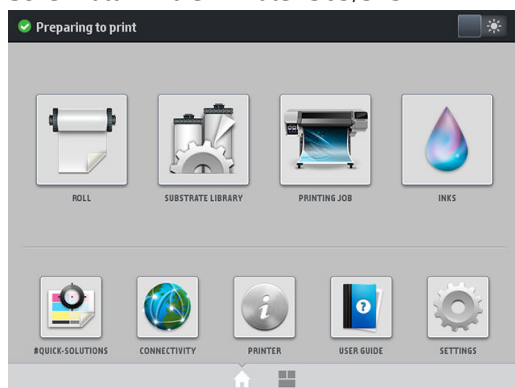 Preparing to print
ROLL
SUBSTRATE LIBRARY
PRINTING JOB
INKS
#QUICK-SOLUTIONS
CONNECTIVITY
PRINTER
USER GUIDE
SETTINGS